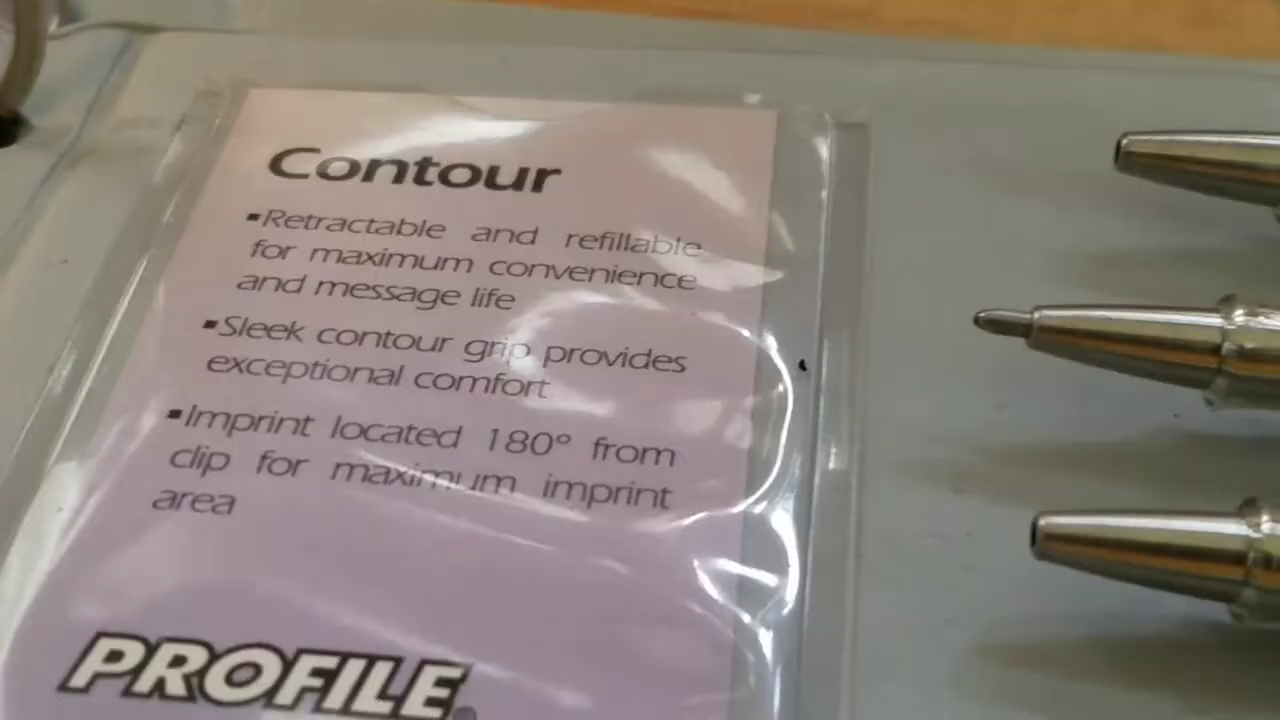 Contour
▪Retractable and refillable
for maximum convenience
and message life
▪Sleek contour grip provides
exceptional comfort
▪Imprint located 180° from
clip for maximum imprint
area
PROFILE®